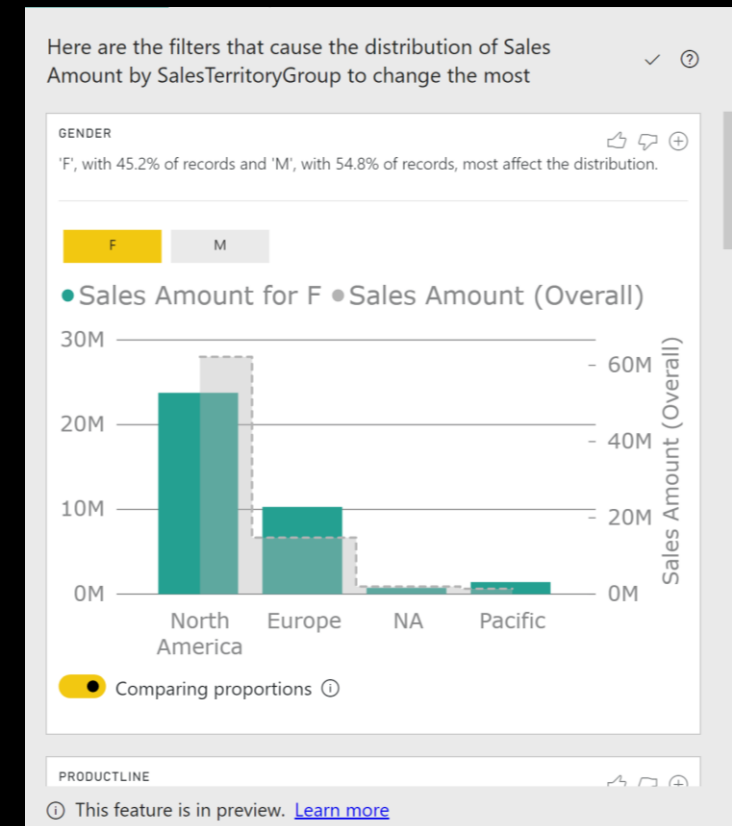 Here are the filters that cause the distribution of Sales
Amount by SalesTerritoryGroup to change the most
GENDER
'F', with 45.2% of records and 'M', with 54.8% of records, most affect the distribution.
F M
Sales Amount for F Sales Amount (Overall)
30M
60M
20M
40M
10M
20M
0M
0M
Sales Amount (Overall)
North Europe NA Pacific
America
Comparing proportions
PRODUCTLINE
This feature is in preview. Learn more